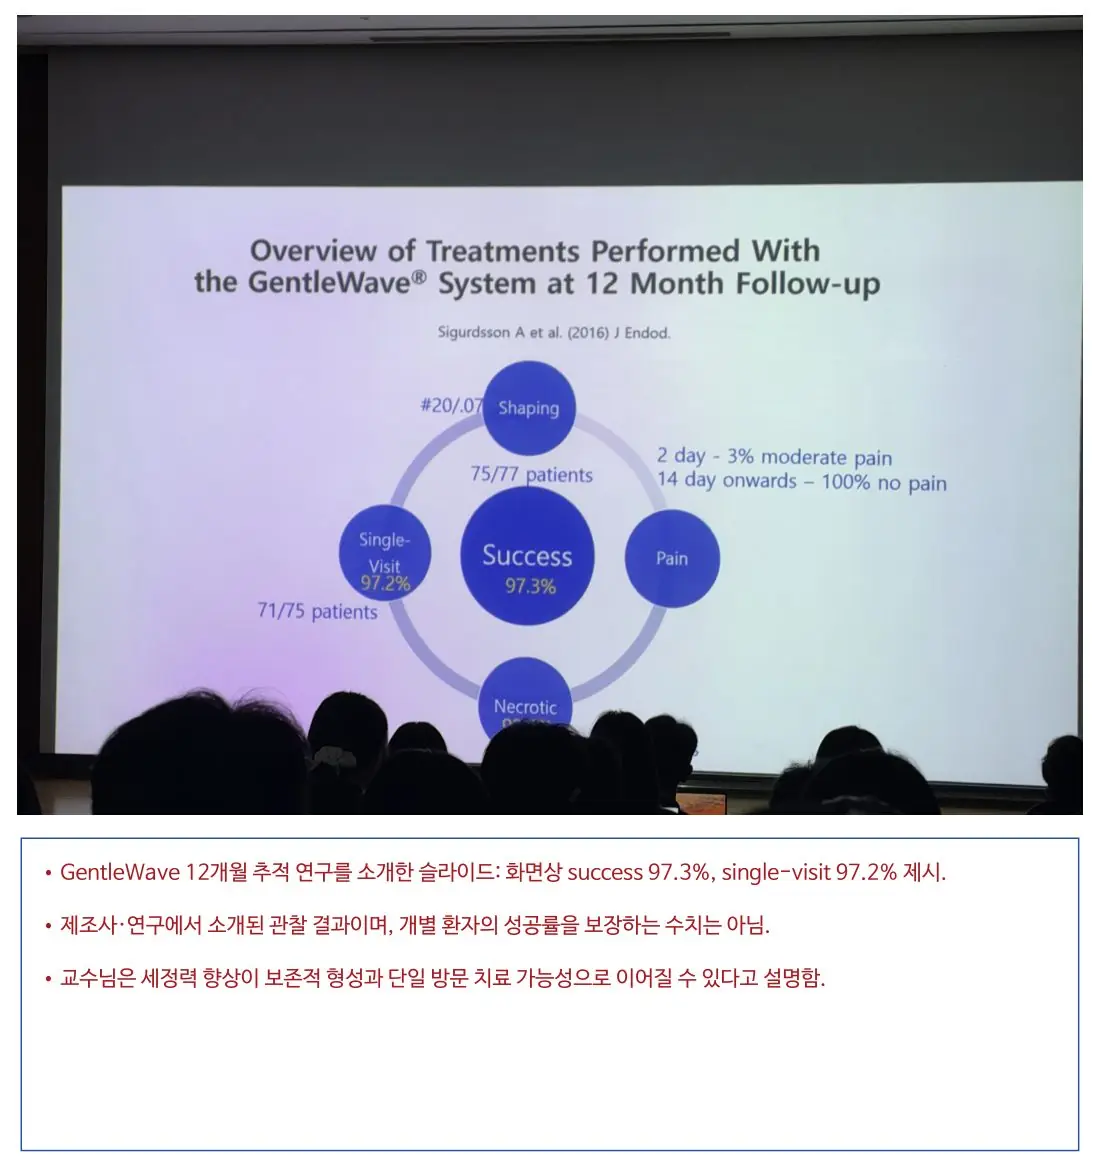 Overview of Treatments Performed With
the GentleWave® System at 12 Month Follow-up
Sigurdsson A et al. (2016) J Endod.
#20/.07
Shaping
75/77 patients
2 day - 3% moderate pain
14 day onwards – 100% no pain
Single-
Visit
97.2%
Success
97.3%
Pain
71/75 patients
Necrotic
• GentleWave 12개월 추적 연구를 소개한 슬라이드: 화면상 success 97.3%, single-visit 97.2% 제시.
• 제조사·연구에서 소개된 관찰 결과이며, 개별 환자의 성공률을 보장하는 수치는 아님.
• 교수님은 세정력 향상이 보존적 형성과 단일 방문 치료 가능성으로 이어질 수 있다고 설명함.